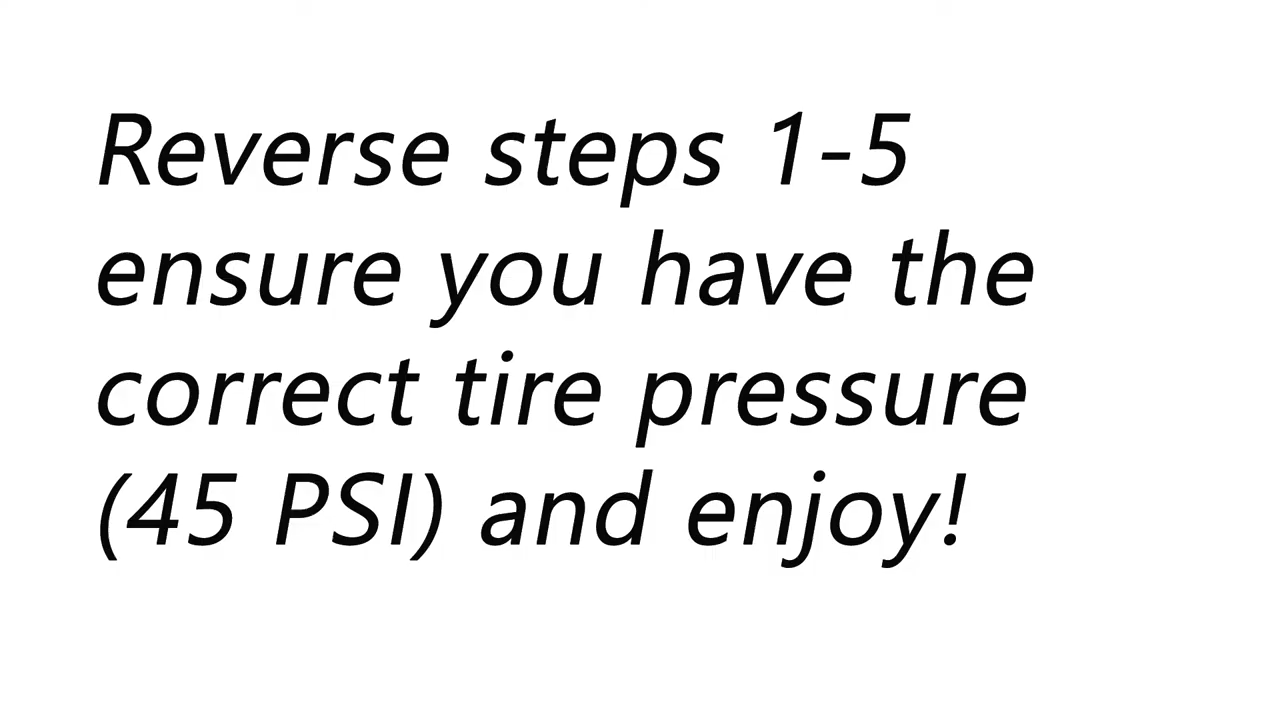 Reverse steps 1-5
ensure you have the
correct tire pressure
(45 PSI) and enjoy!